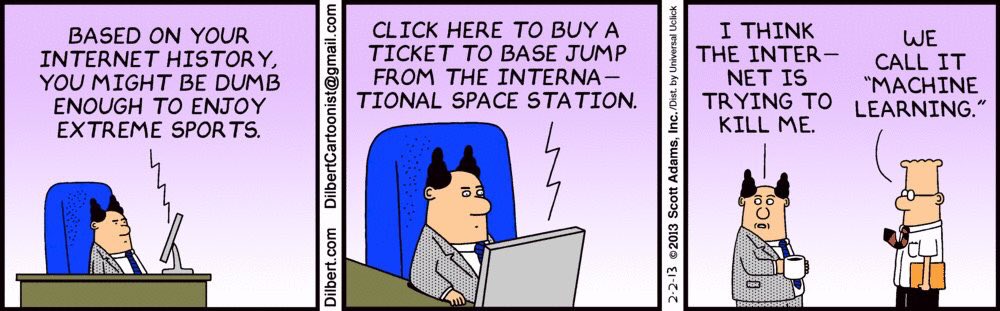 BASED ON YOUR
INTERNET HISTORY,
YOU MIGHT BE DUMB
ENOUGH TO ENJOY
EXTREME SPORTS.
Dilbert.com DilbertCartoonist@gmail.com
CLICK HERE TO BUY A
TICKET TO BASE JUMP
FROM THE INTERNA–
TIONAL SPACE STATION.
2-2-13 ©2013 Scott Adams, Inc./Dist. by Universal Uclick
I THINK
THE INTER–
NET IS
TRYING TO
KILL ME.
WE
CALL IT
“MACHINE
LEARNING.”